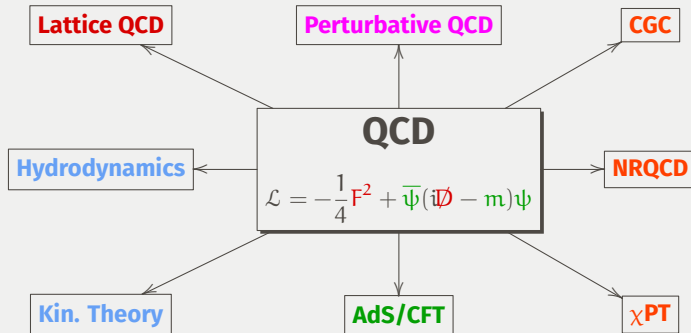 Lattice QCD Perturbative QCD CGC
QCD
Hydrodynamics NRQCD
ℒ = −1/4 F² + ψ̅(iD̸ − m)ψ
Kin. Theory AdS/CFT χPT